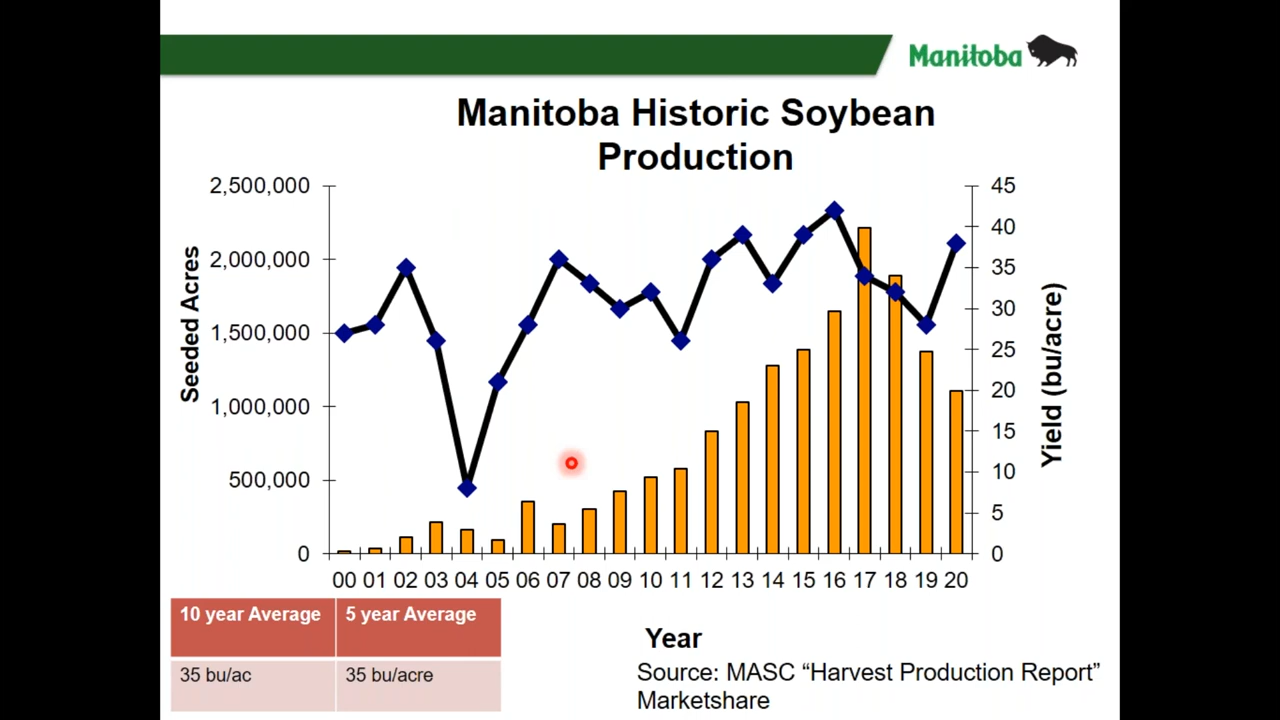 Manitoba
Manitoba Historic Soybean
Production
Seeded Acres
2,500,000
2,000,000
1,500,000
1,000,000
500,000
0
45
40
35
30
25
20
15
10
5
0
Yield (bu/acre)
00 01 02 03 04 05 06 07 08 09 10 11 12 13 14 15 16 17 18 19 20
Year
10 year Average 5 year Average
35 bu/ac 35 bu/acre
Source: MASC “Harvest Production Report”
Marketshare